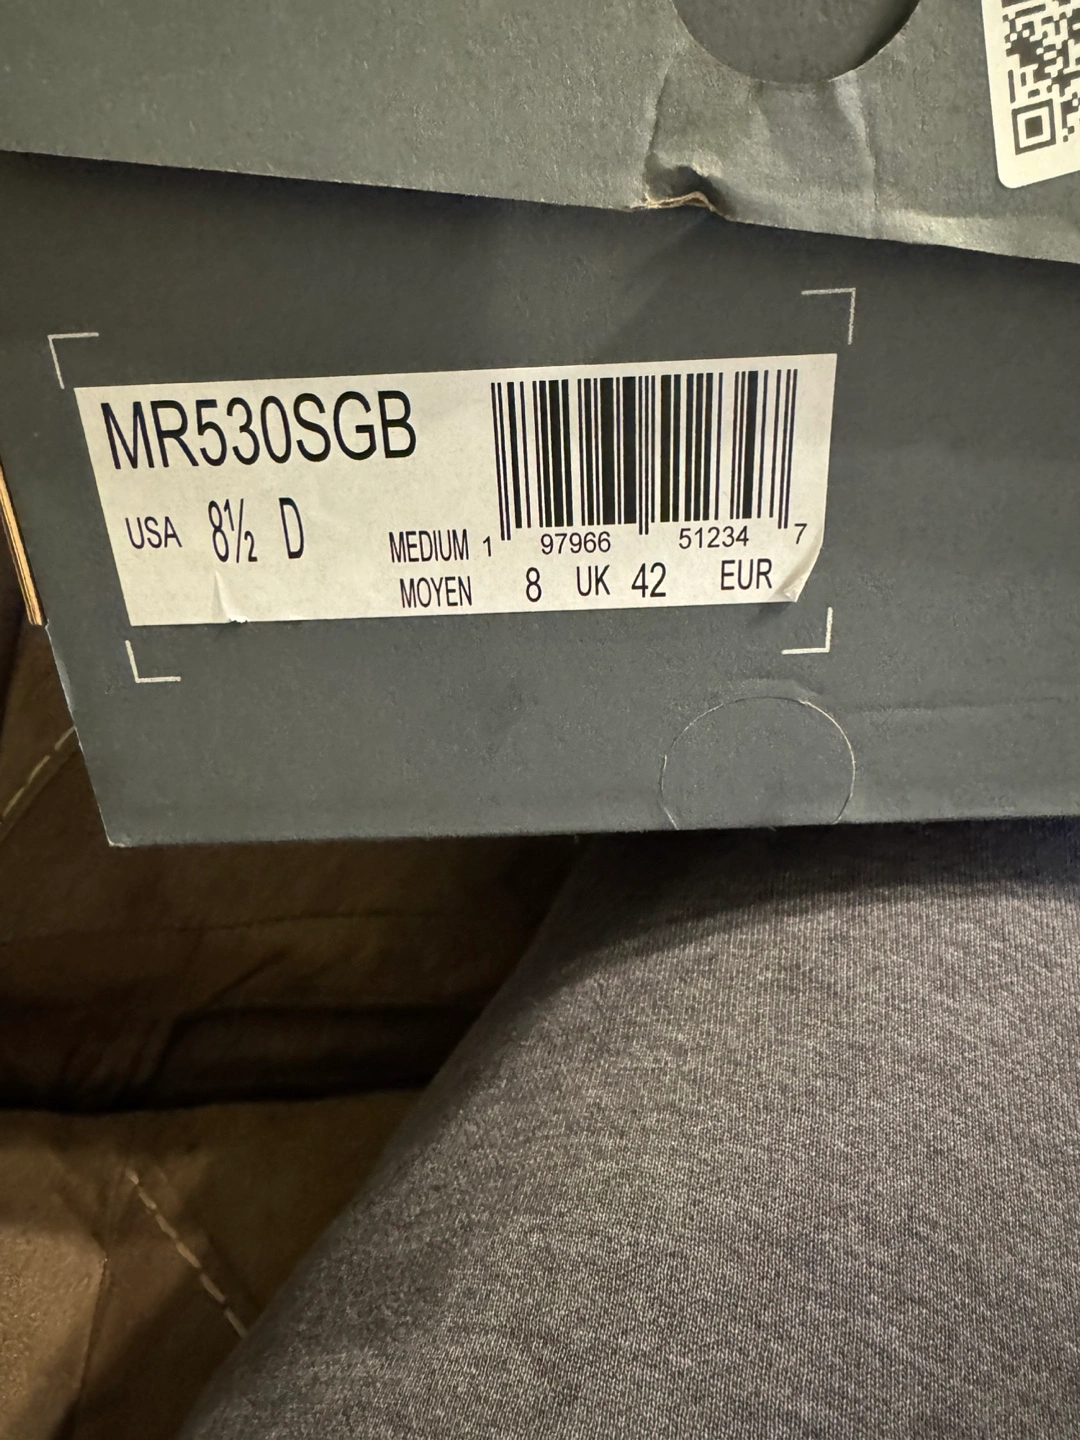 MR530SGB
USA 8½ D
MEDIUM
MOYEN
1 97966 51234 7
8 UK 42 EUR